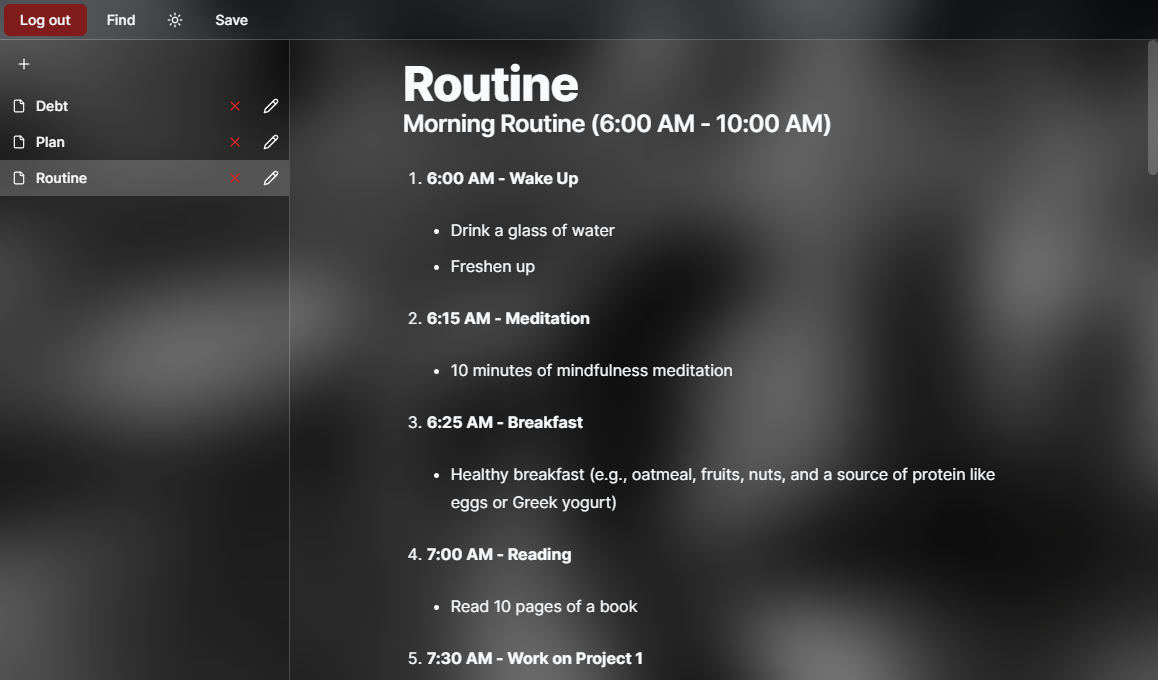 Log out Find Save
Debt
Plan
Routine
Routine
Morning Routine (6:00 AM - 10:00 AM)
1. 6:00 AM - Wake Up
• Drink a glass of water
• Freshen up
2. 6:15 AM - Meditation
• 10 minutes of mindfulness meditation
3. 6:25 AM - Breakfast
• Healthy breakfast (e.g., oatmeal, fruits, nuts, and a source of protein like
eggs or Greek yogurt)
4. 7:00 AM - Reading
• Read 10 pages of a book
5. 7:30 AM - Work on Project 1